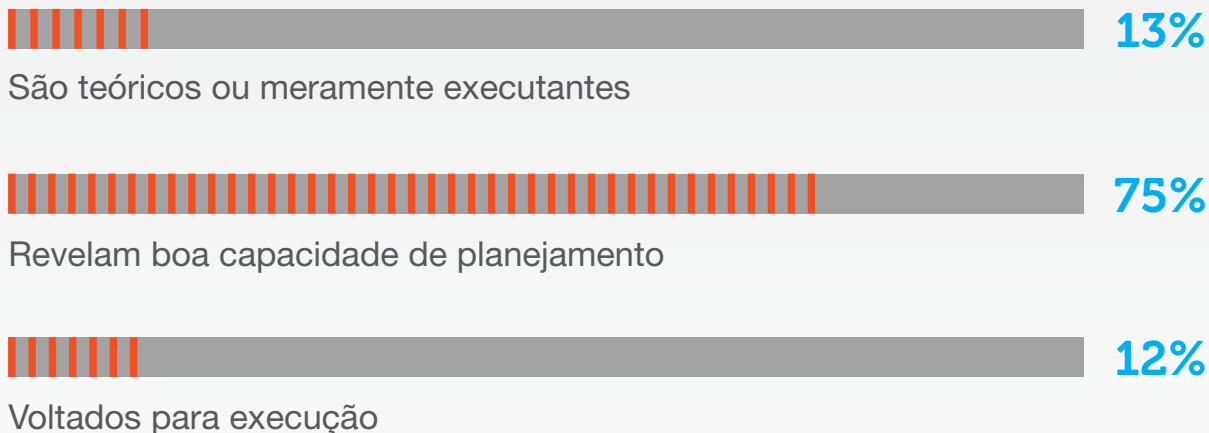 13%
São teóricos ou meramente executantes
75%
Revelam boa capacidade de planejamento
12%
Voltados para execução